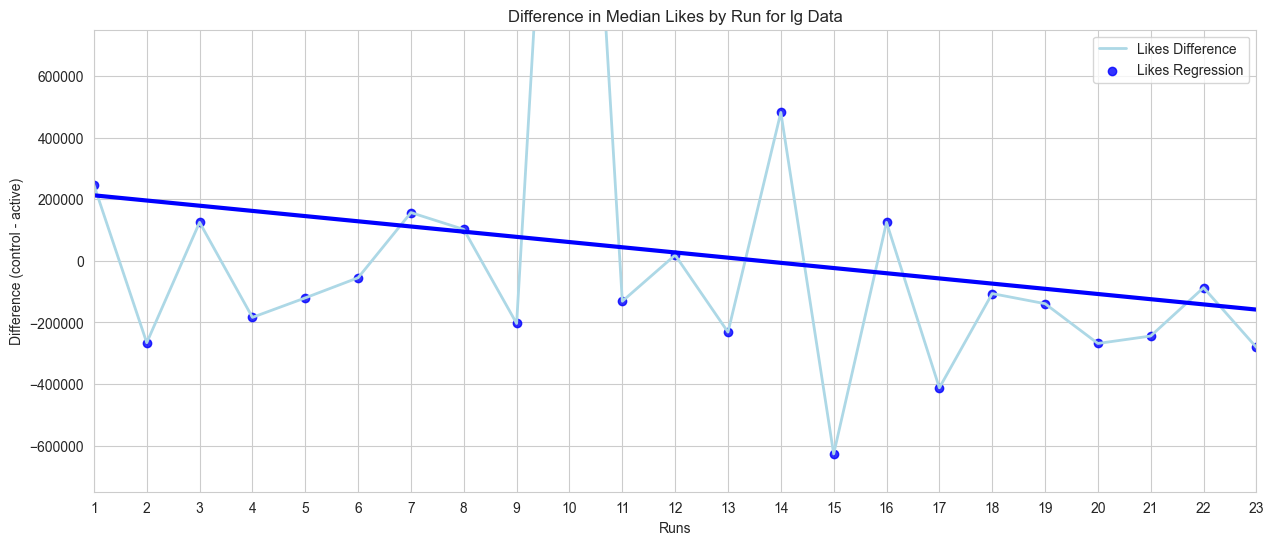 Difference in Median Likes by Run for Ig Data
Likes Difference
Likes Regression
Difference (control - active)
600000
400000
200000
0
−200000
−400000
−600000
1 2 3 4 5 6 7 8 9 10 11 12 13 14 15 16 17 18 19 20 21 22 23
Runs